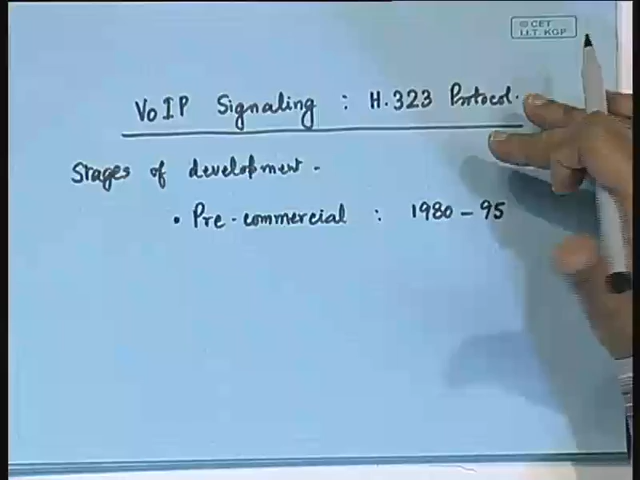 © CET
I.I.T. KGP
VoIP Signaling : H.323 Protocol.
Stages of development.
• Pre-commercial : 1980-95